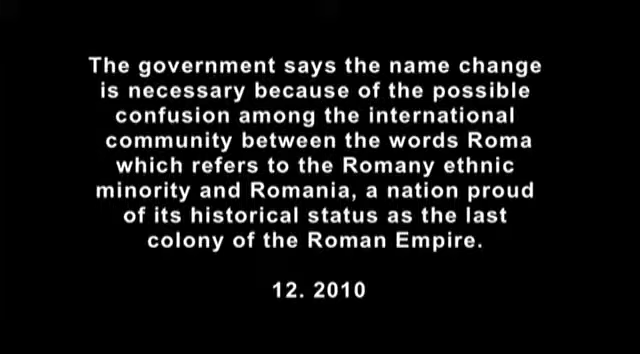 The government says the name change
is necessary because of the possible
confusion among the international
community between the words Roma
which refers to the Romany ethnic
minority and Romania, a nation proud
of its historical status as the last
colony of the Roman Empire.
12. 2010